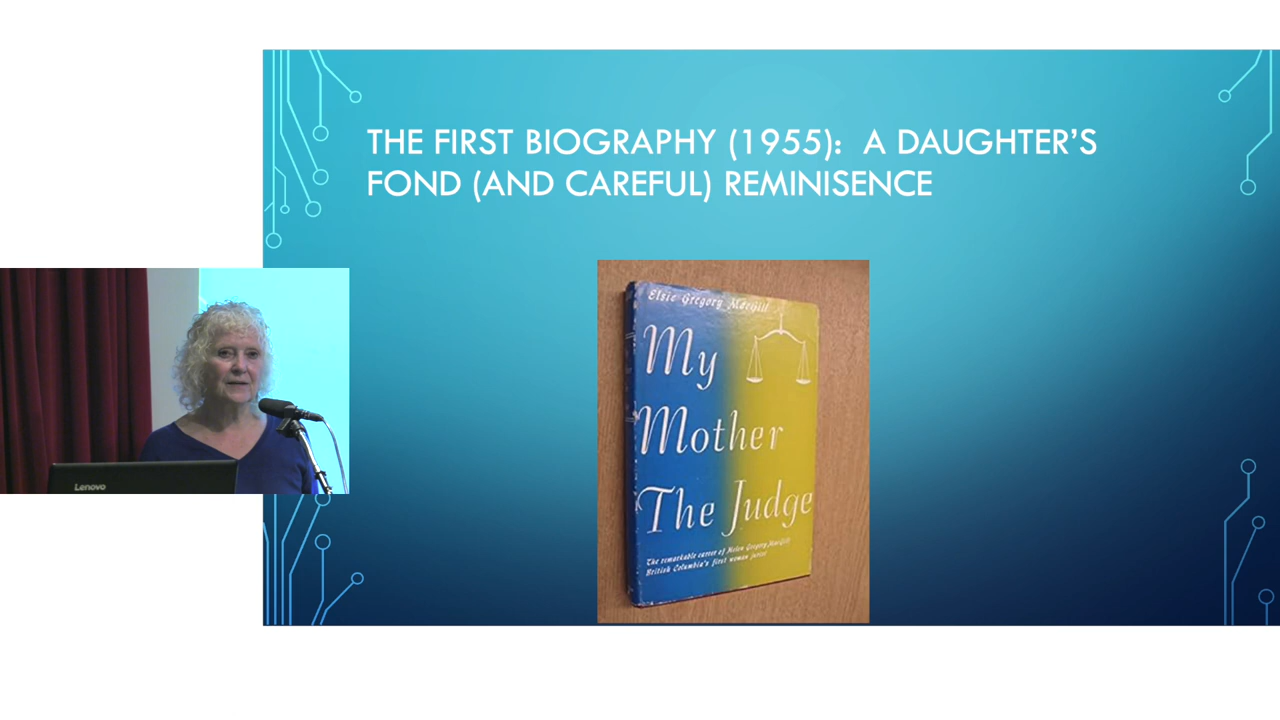 THE FIRST BIOGRAPHY (1955):  A DAUGHTER’S
FOND (AND CAREFUL) REMINISENCE
Elsie Gregory MacGill
My
Mother
The Judge
The remarkable career of Helen Gregory MacGill
British Columbia's first woman jurist
Lenovo